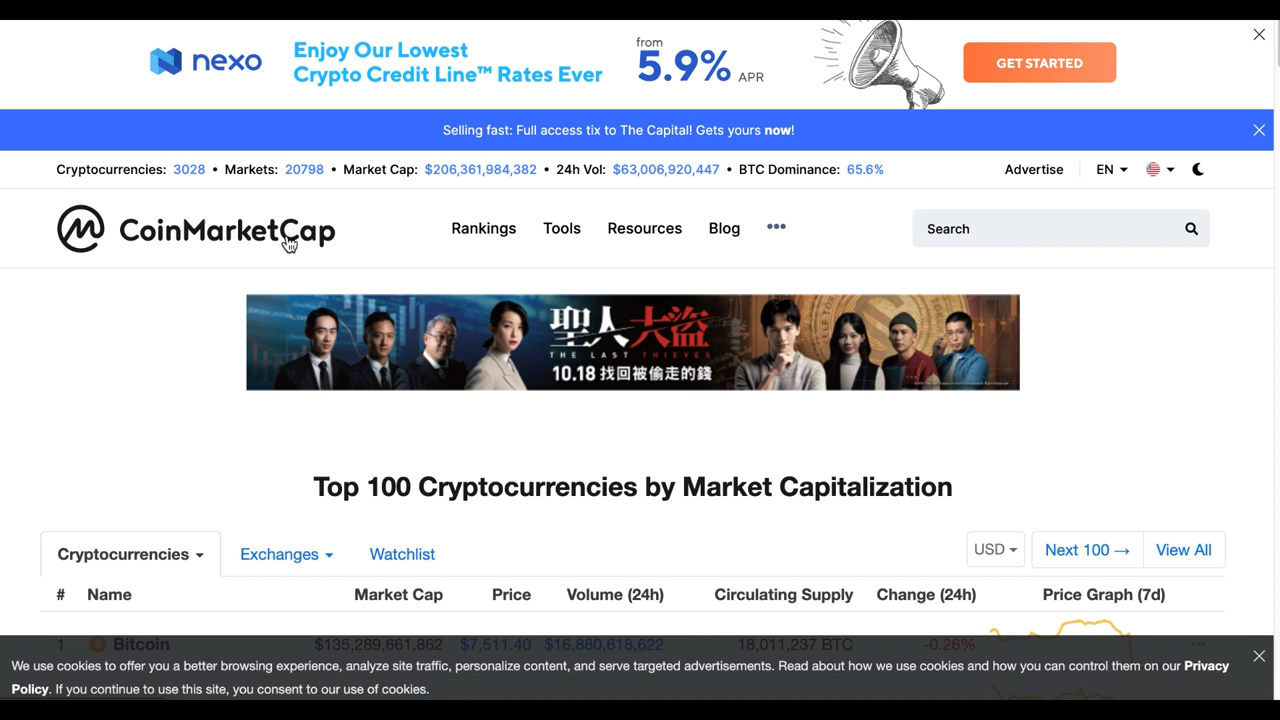 nexo
Enjoy Our Lowest
Crypto Credit Line™ Rates Ever
from
5.9% APR
GET STARTED
Selling fast: Full access tix to The Capital! Gets yours now!
Cryptocurrencies: 3028 • Markets: 20798 • Market Cap: $206,361,984,382 • 24h Vol: $63,006,920,447 • BTC Dominance: 65.6%
Advertise EN
CoinMarketCap
Rankings Tools Resources Blog •••
Search
聖人大盜
THE LAST THIEVES
10.18 找回被偷走的錢
Top 100 Cryptocurrencies by Market Capitalization
Cryptocurrencies Exchanges Watchlist USD Next 100 → View All
# Name Market Cap Price Volume (24h) Circulating Supply Change (24h) Price Graph (7d)
1 Bitcoin $135,289,661,862 $7,511.40 $16,880,618,622 18,011,237 BTC -0.26% •••
We use cookies to offer you a better browsing experience, analyze site traffic, personalize content, and serve targeted advertisements. Read about how we use cookies and how you can control them on our Privacy
Policy. If you continue to use this site, you consent to our use of cookies.